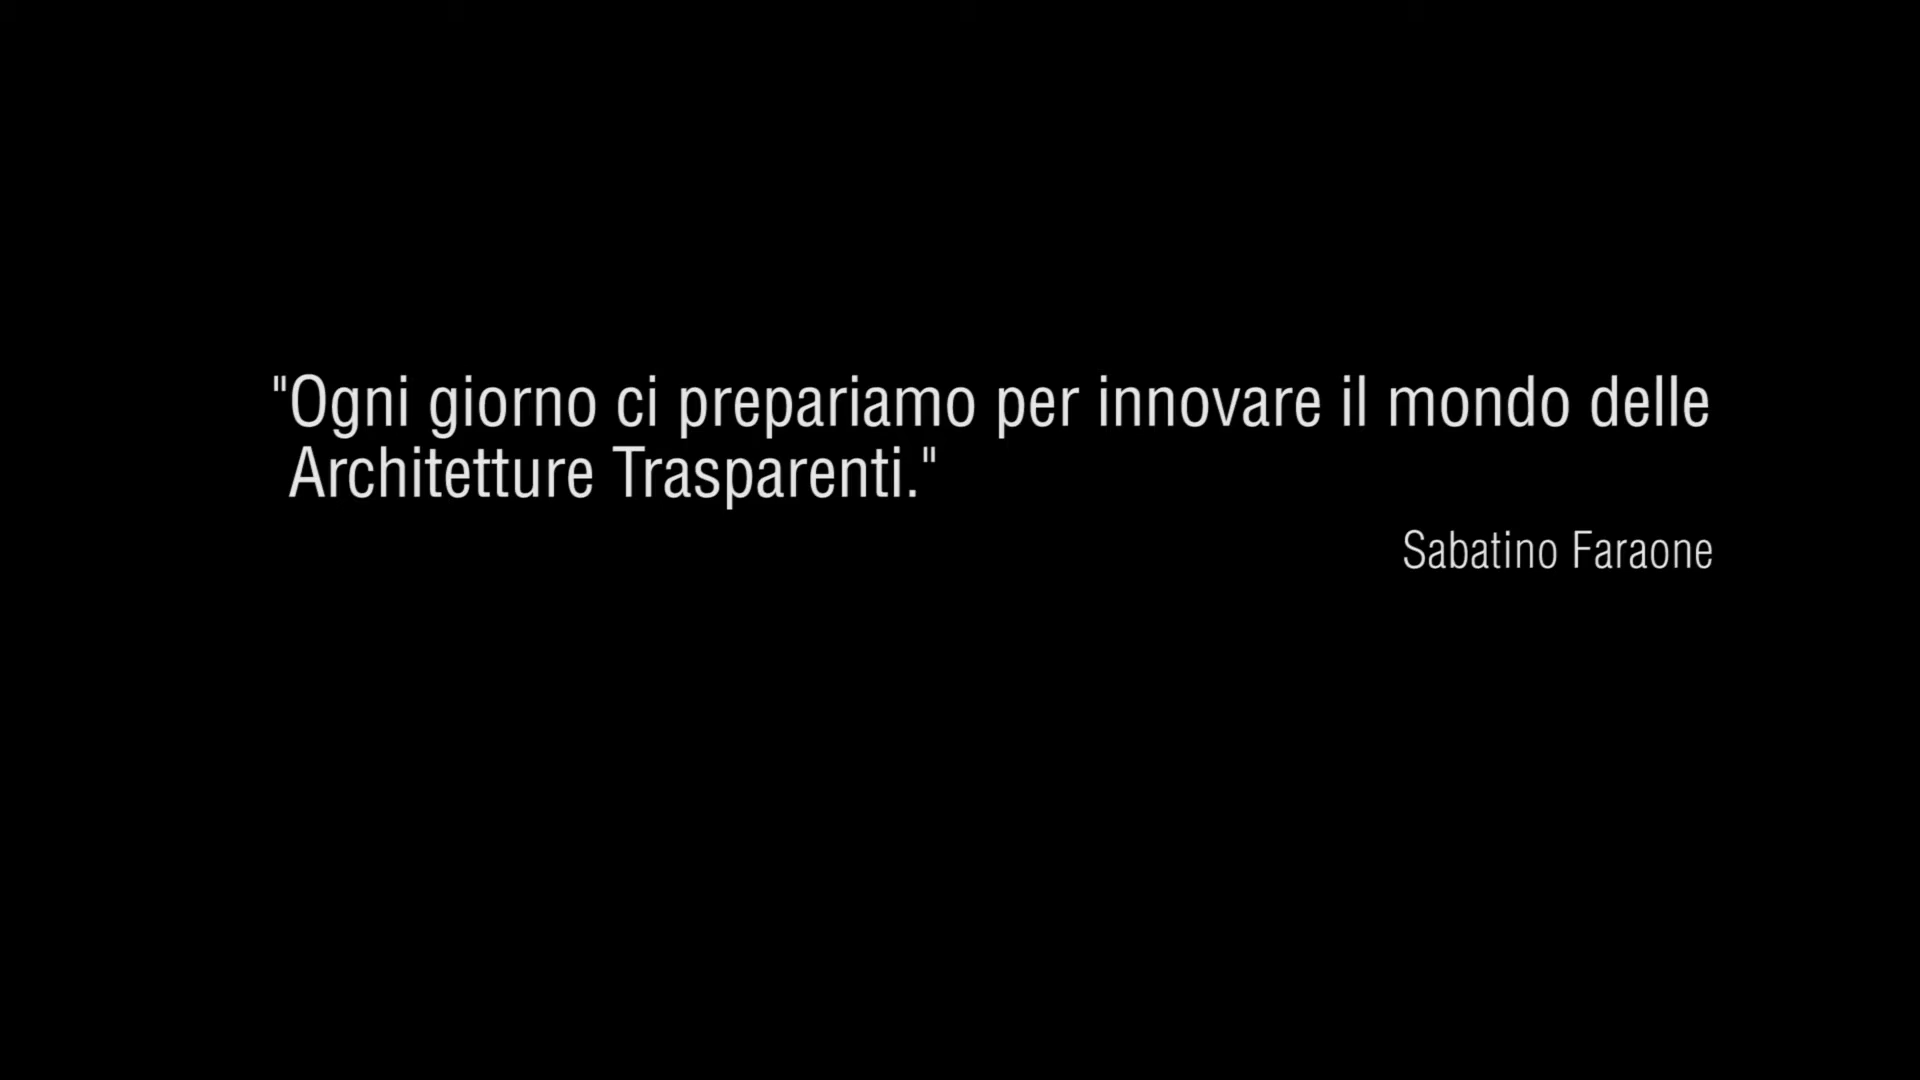 "Ogni giorno ci prepariamo per innovare il mondo delle
Architetture Trasparenti."
Sabatino Faraone